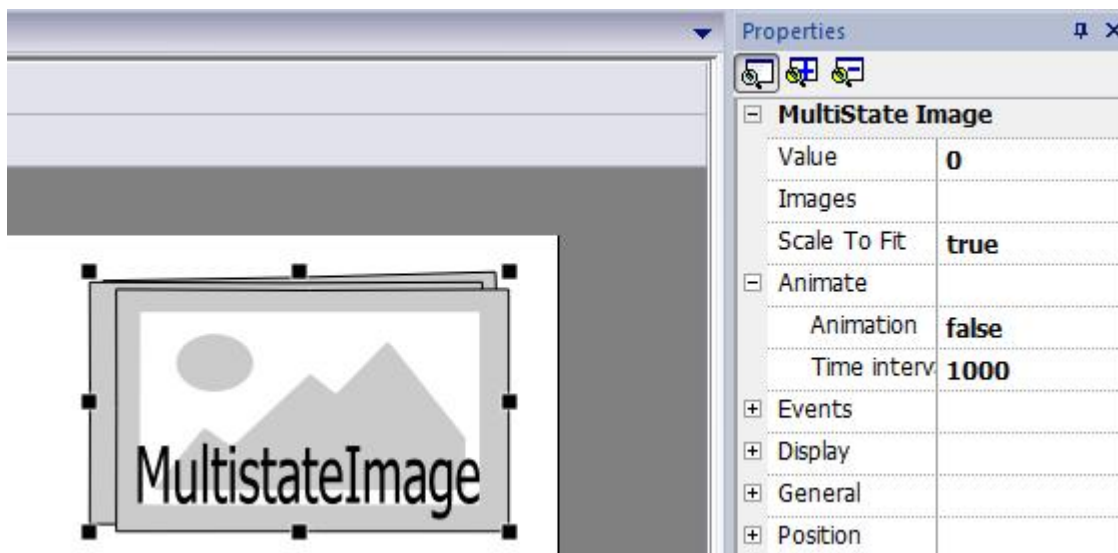 Properties
MultiState Image
Value 0
Images
Scale To Fit true
Animate
Animation false
Time interv 1000
Events
Display
General
Position
MultistateImage